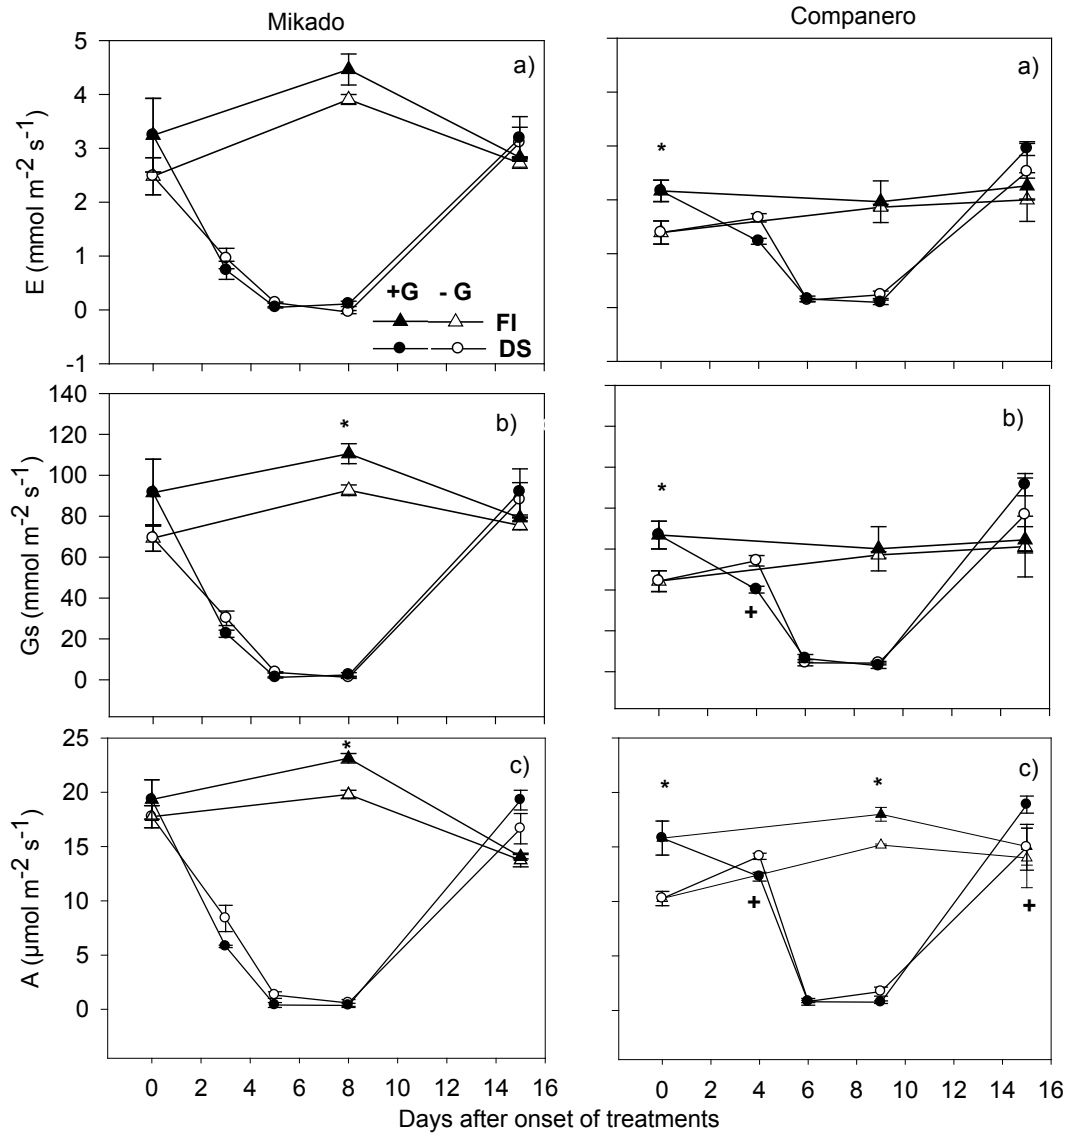 Mikado
Companero
5
4
3
2
1
0
-1
E (mmol m-2 s-1)
a)
+G - G
FI
DS
a)
*
140
120
100
80
60
40
20
0
Gs (mmol m-2 s-1)
b)
*
b)
*
+
25
20
15
10
5
0
A (µmol m-2 s-1)
c)
*
c)
*
*
+
+
0 2 4 6 8 10 12 14 16
0 2 4 6 8 10 12 14 16
Days after onset of treatments